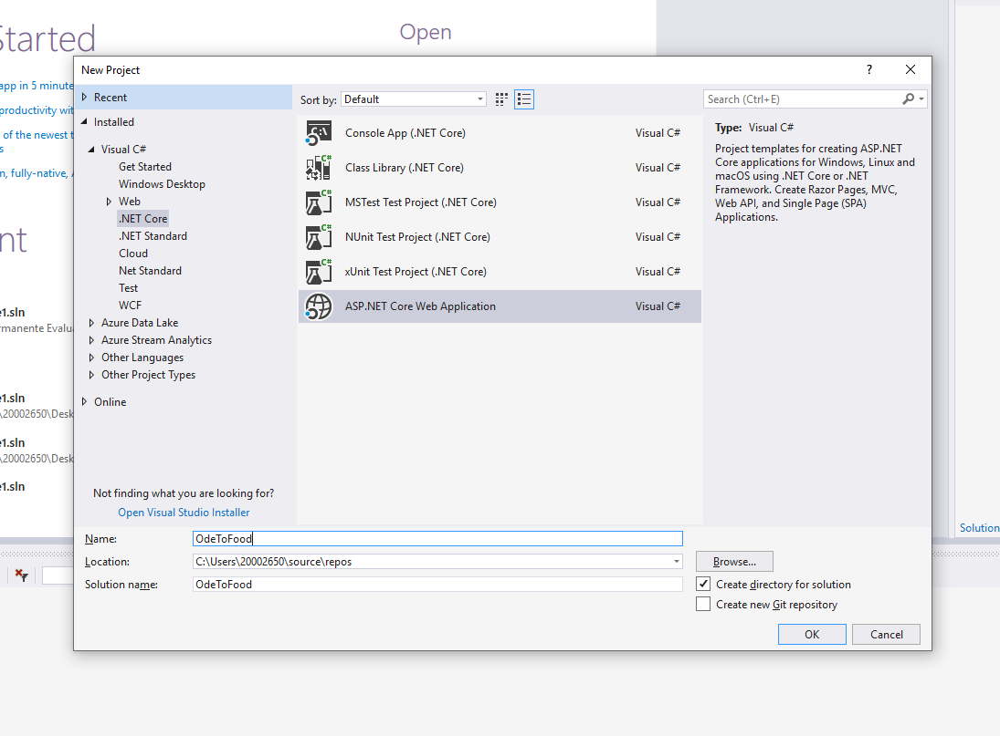 Started
Open
app in 5 minute
productivity wit
of the newest t
s
n, fully-native, A
nt
e1.sln
rmanente Evalua
e1.sln
\20002650\Desk
e1.sln
\20002650\Desk
e1.sln
New Project
?
Recent
Installed
Visual C#
Get Started
Windows Desktop
Web
.NET Core
.NET Standard
Cloud
Net Standard
Test
WCF
Azure Data Lake
Azure Stream Analytics
Other Languages
Other Project Types
Online
Not finding what you are looking for?
Open Visual Studio Installer
Sort by: Default
Console App (.NET Core) Visual C#
Class Library (.NET Core) Visual C#
MSTest Test Project (.NET Core) Visual C#
NUnit Test Project (.NET Core) Visual C#
xUnit Test Project (.NET Core) Visual C#
ASP.NET Core Web Application Visual C#
Search (Ctrl+E)
Type: Visual C#
Project templates for creating ASP.NET
Core applications for Windows, Linux and
macOS using .NET Core or .NET
Framework. Create Razor Pages, MVC,
Web API, and Single Page (SPA)
Applications.
Name: OdeToFood
Location: C:\Users\20002650\source\repos
Browse...
Solution name: OdeToFood
Create directory for solution
Create new Git repository
OK Cancel
Solution